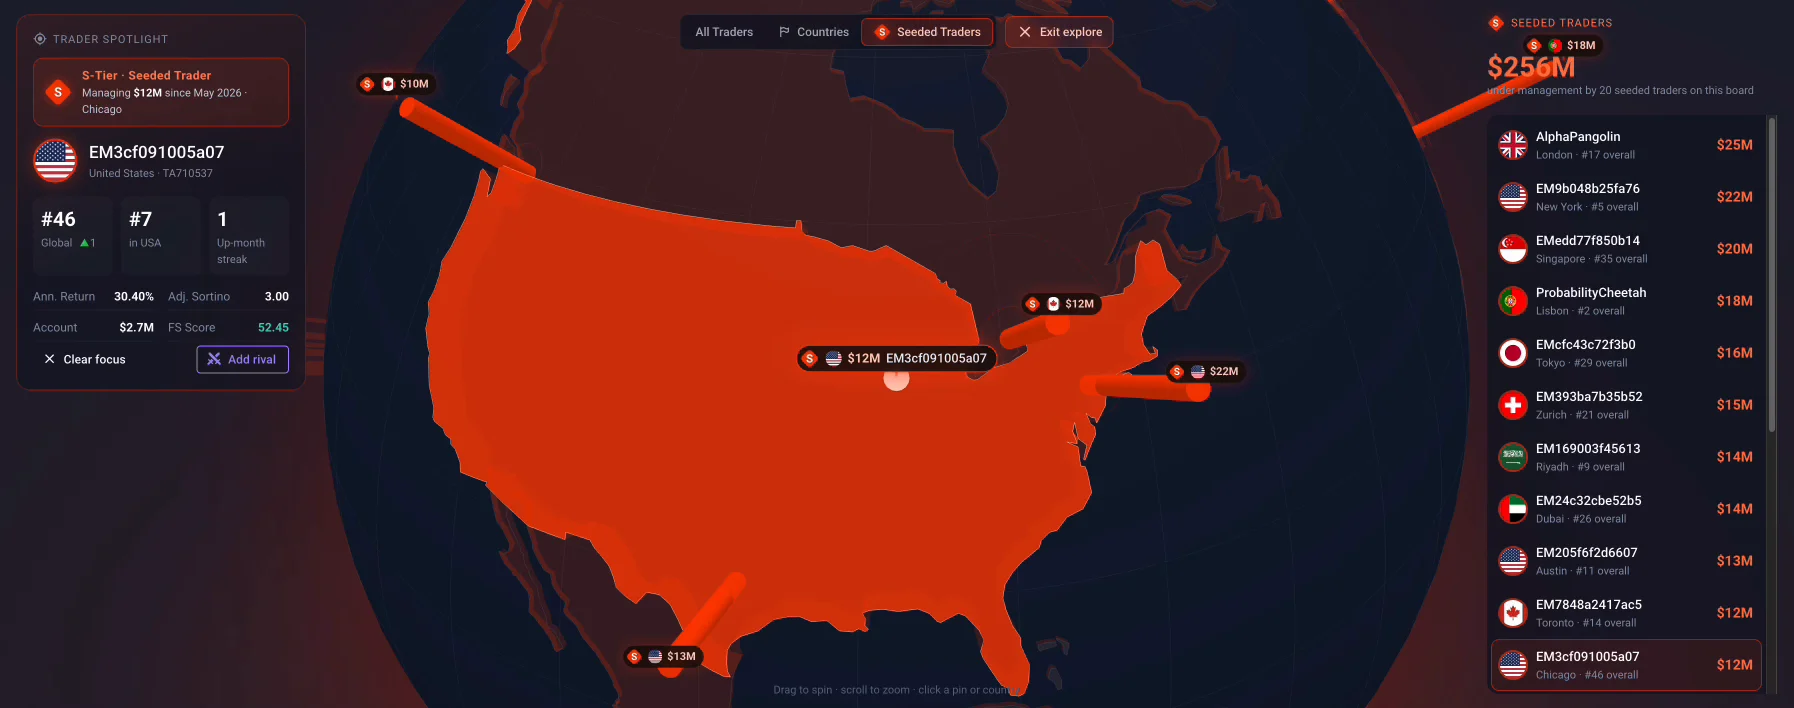 TRADER SPOTLIGHT
S
S-Tier · Seeded Trader
Managing $12M since May 2026 ·
Chicago
EM3cf091005a07
United States · TA710537
#46
Global ▲1
#7
in USA
1
Up-month
streak
Ann. Return 30.40% Adj. Sortino 3.00
Account $2.7M FS Score 52.45
Clear focus
Add rival
All Traders
Countries
S Seeded Traders
Exit explore
S $10M
S $12M
S $12M EM3cf091005a07
S $22M
S $13M
Drag to spin · scroll to zoom · click a pin or country
S SEEDED TRADERS
S $18M
$256M
under management by 20 seeded traders on this board
AlphaPangolin
London · #17 overall
$25M
EM9b048b25fa76
New York · #5 overall
$22M
EMedd77f850b14
Singapore · #35 overall
$20M
ProbabilityCheetah
Lisbon · #2 overall
$18M
EMcfc43c72f3b0
Tokyo · #29 overall
$16M
EM393ba7b35b52
Zurich · #21 overall
$15M
EM169003f45613
Riyadh · #9 overall
$14M
EM24c32cbe52b5
Dubai · #26 overall
$14M
EM205f6f2d6607
Austin · #11 overall
$13M
EM7848a2417ac5
Toronto · #14 overall
$12M
EM3cf091005a07
Chicago · #46 overall
$12M